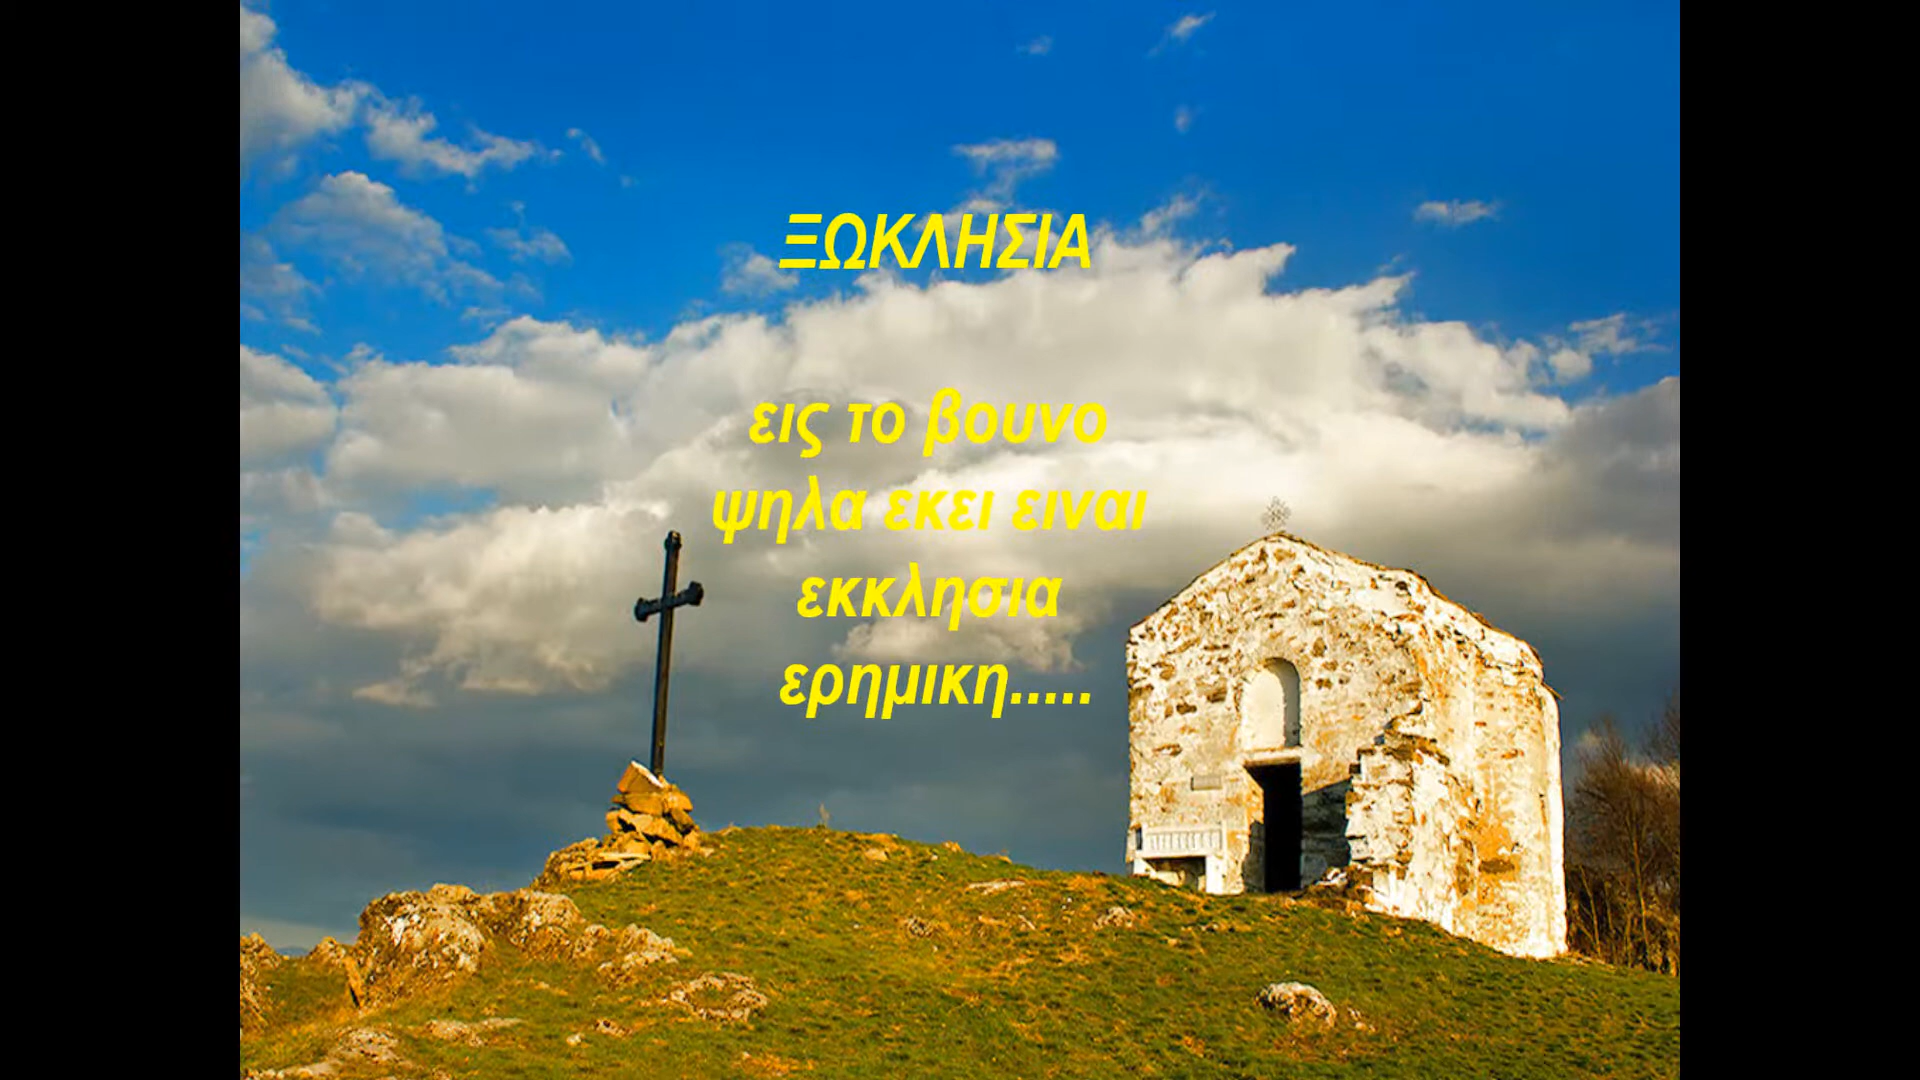 ΞΩΚΛΗΣΙΑ
εις το βουνο
ψηλα εκει ειναι
εκκλησια
ερημικη.....